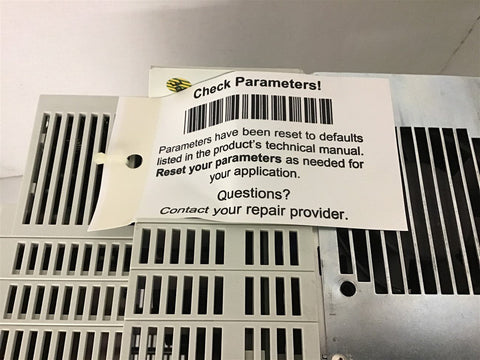 Check Parameters!
Parameters have been reset to defaults
listed in the product's technical manual.
Reset your parameters as needed for
your application.
Questions?
Contact your repair provider.